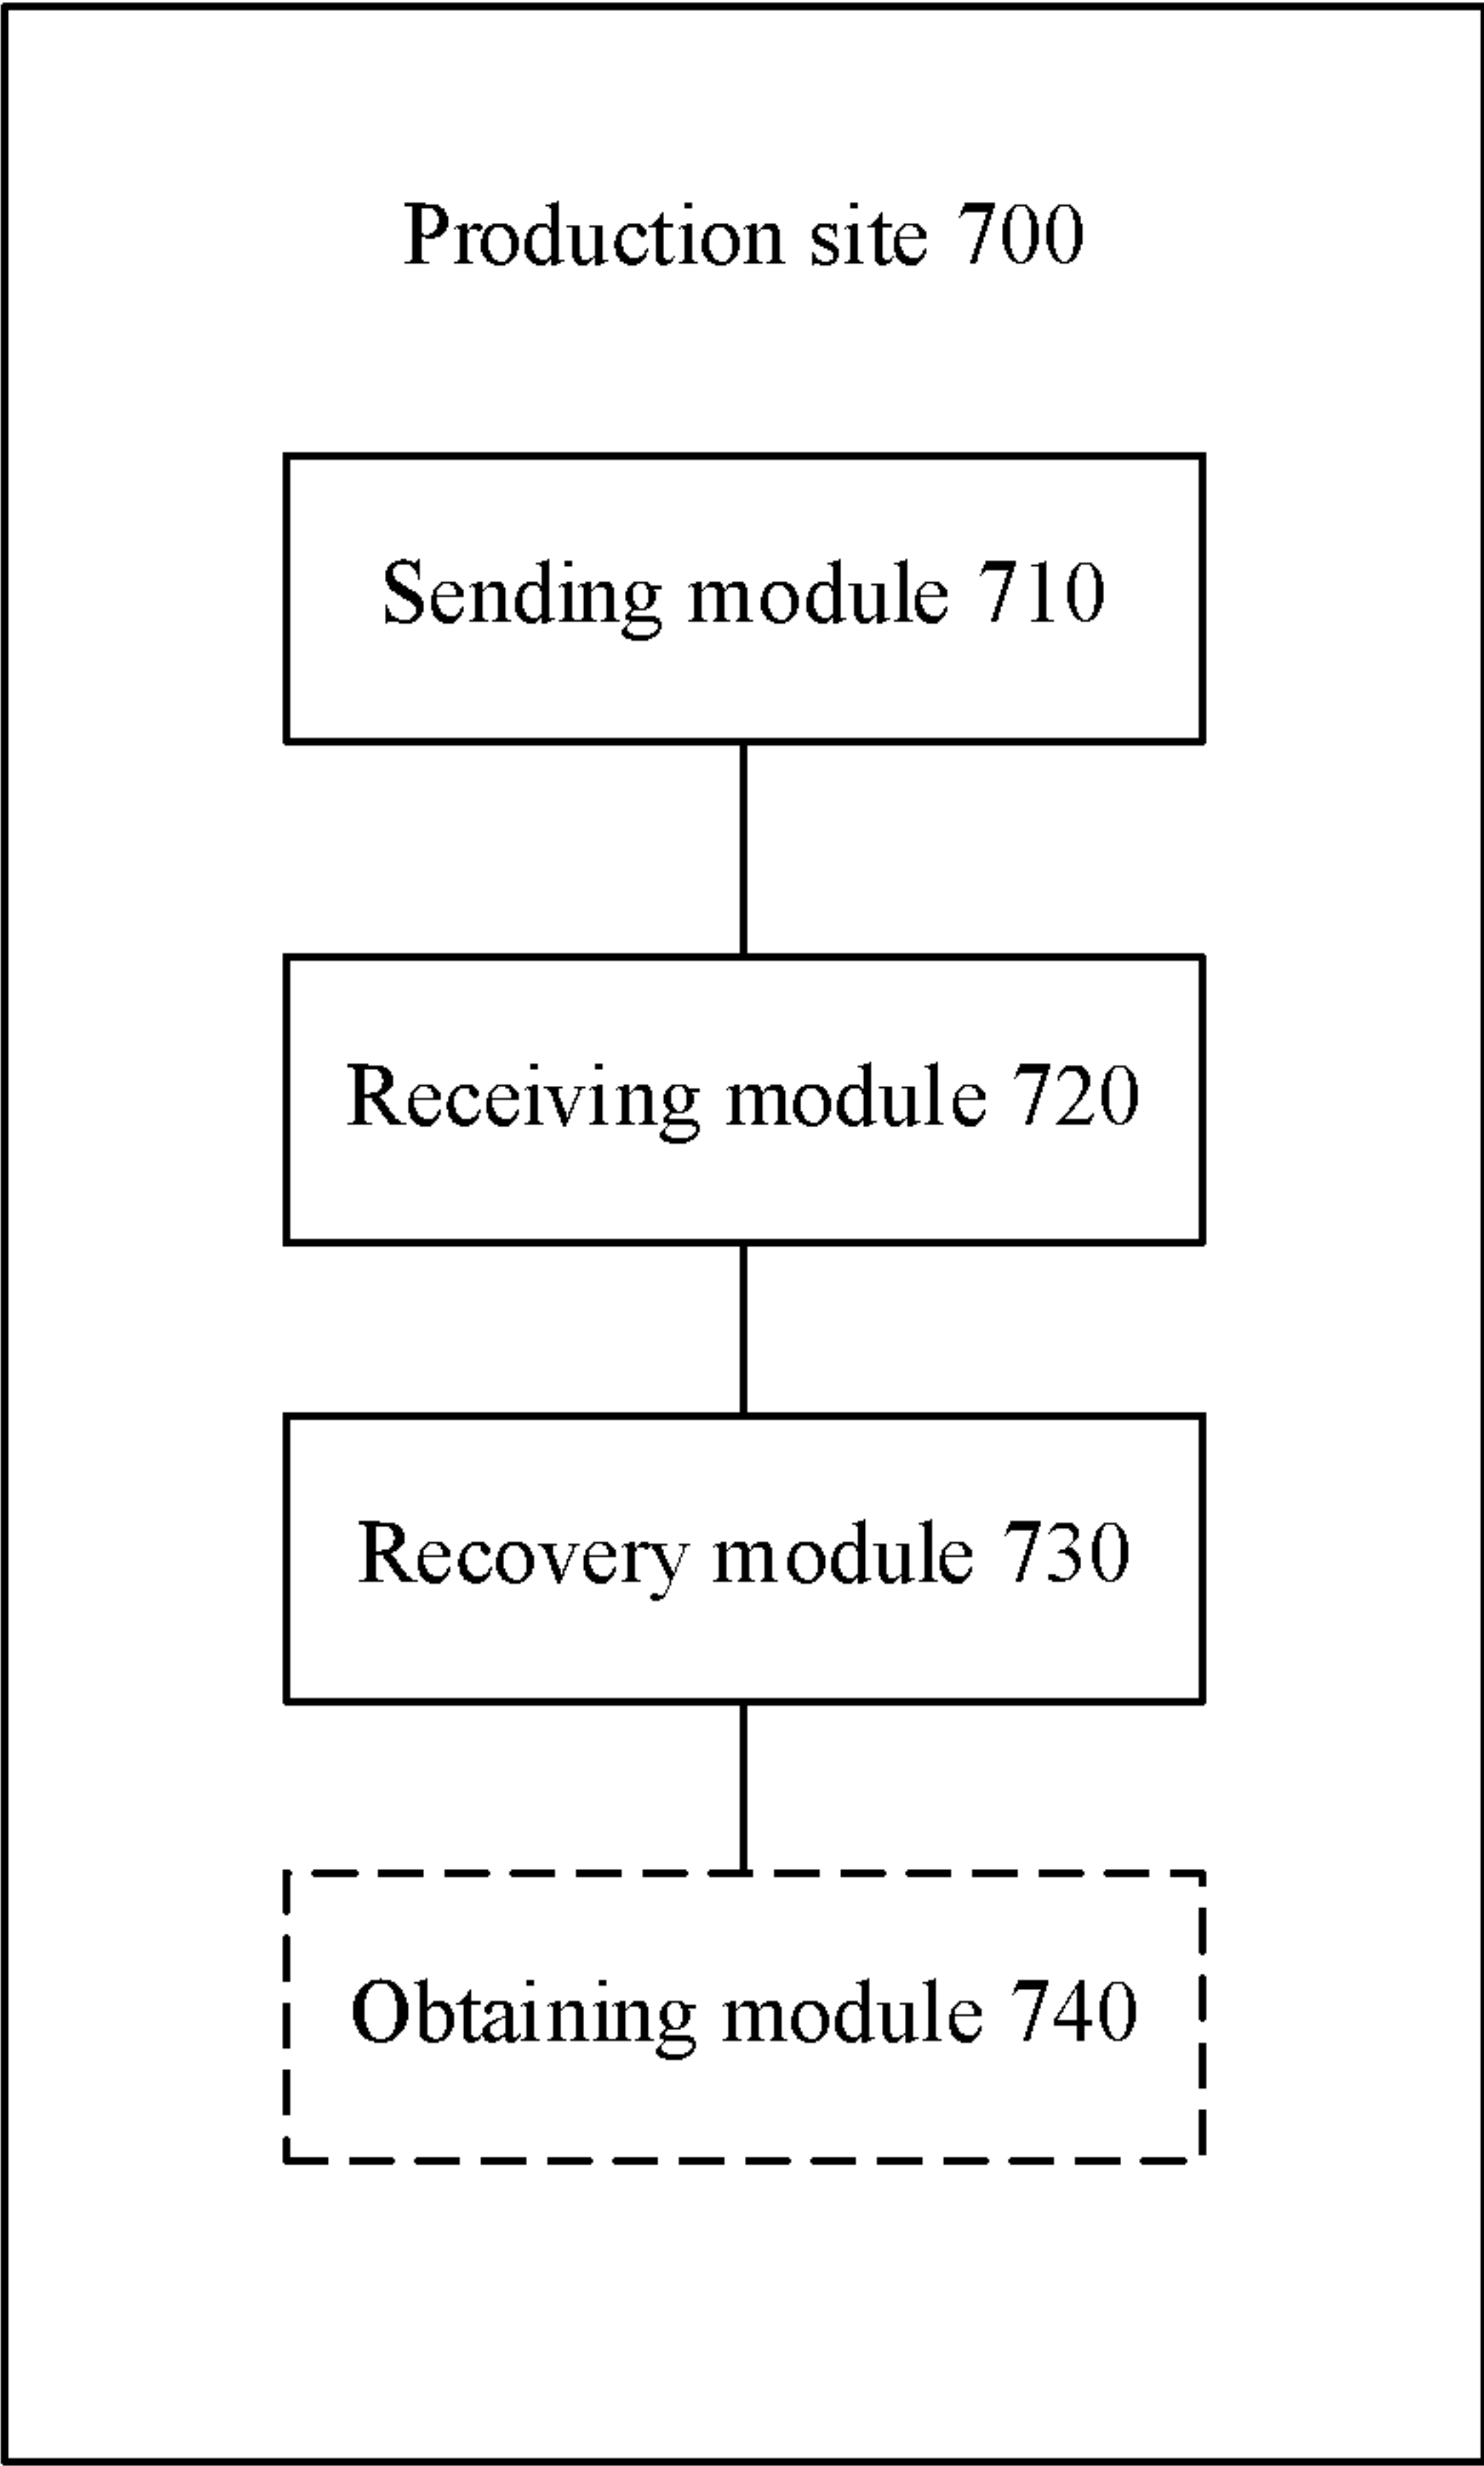 Production site 700
Sending module 710
Receiving module 720
Recovery module 730
Obtaining module 740